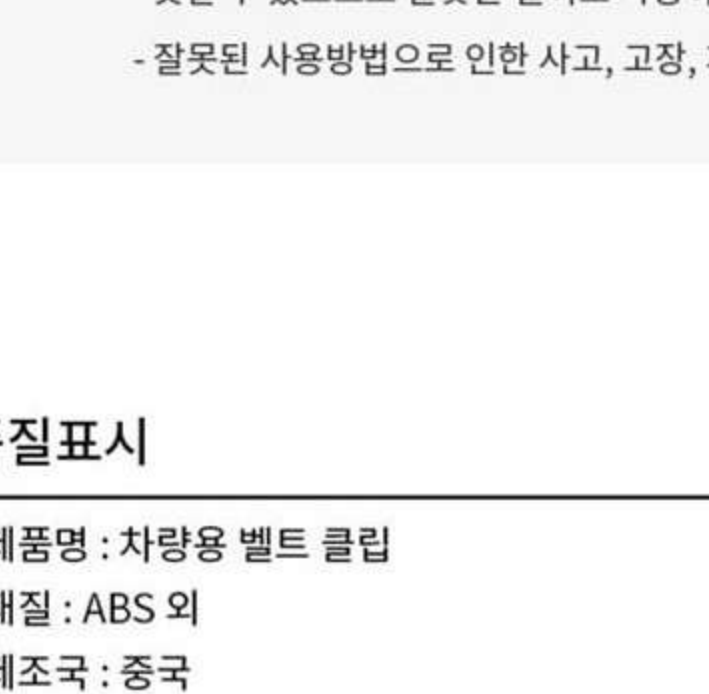 - 잘못된 사용방법으로 인한 사고, 고장,
질표시
제품명 : 차량용 벨트 클립
재질 : ABS 외
제조국 : 중국